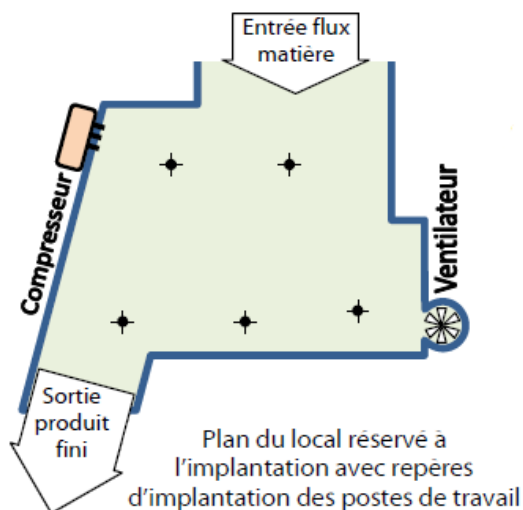 Entrée flux
matière
Compresseur
Ventilateur
Sortie
produit
fini
Plan du local réservé à
l'implantation avec repères
d'implantation des postes de travail